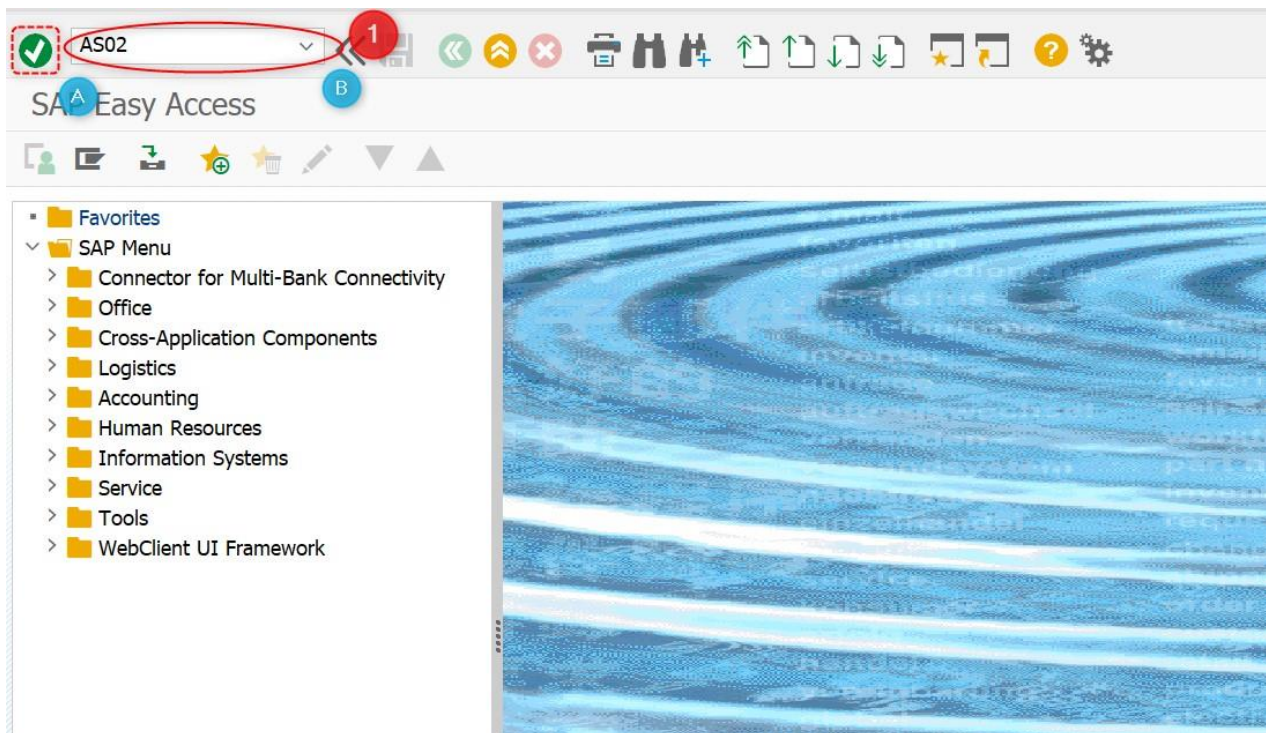 AS02
1
A
B
SAP Easy Access
Favorites
SAP Menu
Connector for Multi-Bank Connectivity
Office
Cross-Application Components
Logistics
Accounting
Human Resources
Information Systems
Service
Tools
WebClient UI Framework